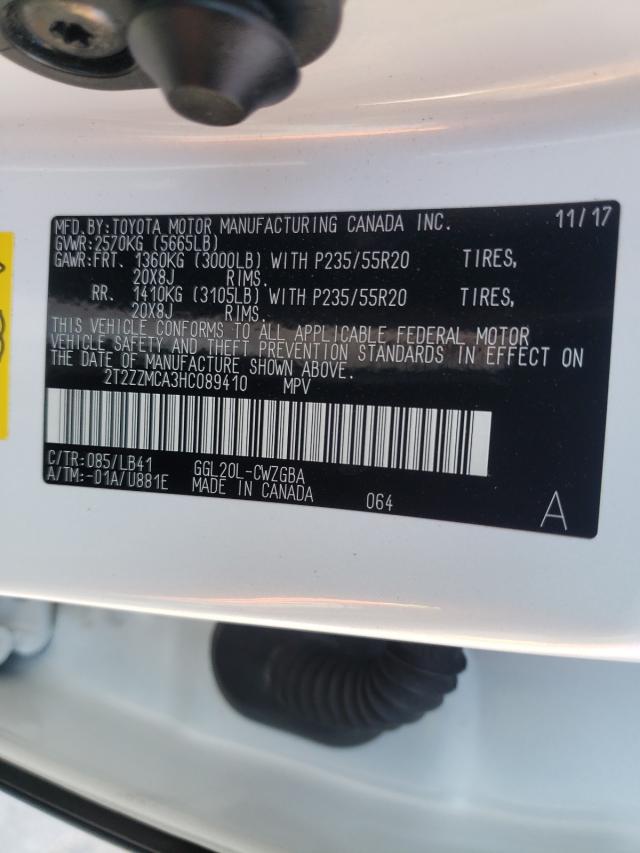 MFD.BY:TOYOTA MOTOR MANUFACTURING CANADA INC. 11/17
GVWR:2570KG (5665LB)
GAWR:FRT. 1360KG (3000LB) WITH P235/55R20 TIRES,
20X8J RIMS.
RR. 1410KG (3105LB) WITH P235/55R20 TIRES,
20X8J RIMS.
THIS VEHICLE CONFORMS TO ALL APPLICABLE FEDERAL MOTOR
VEHICLE SAFETY AND THEFT PREVENTION STANDARDS IN EFFECT ON
THE DATE OF MANUFACTURE SHOWN ABOVE.
2T2ZZMCA3HC089410 MPV
C/TR:085/LB41 GGL20L-CWZGBA
A/TM:-01A/U881E MADE IN CANADA 064 A